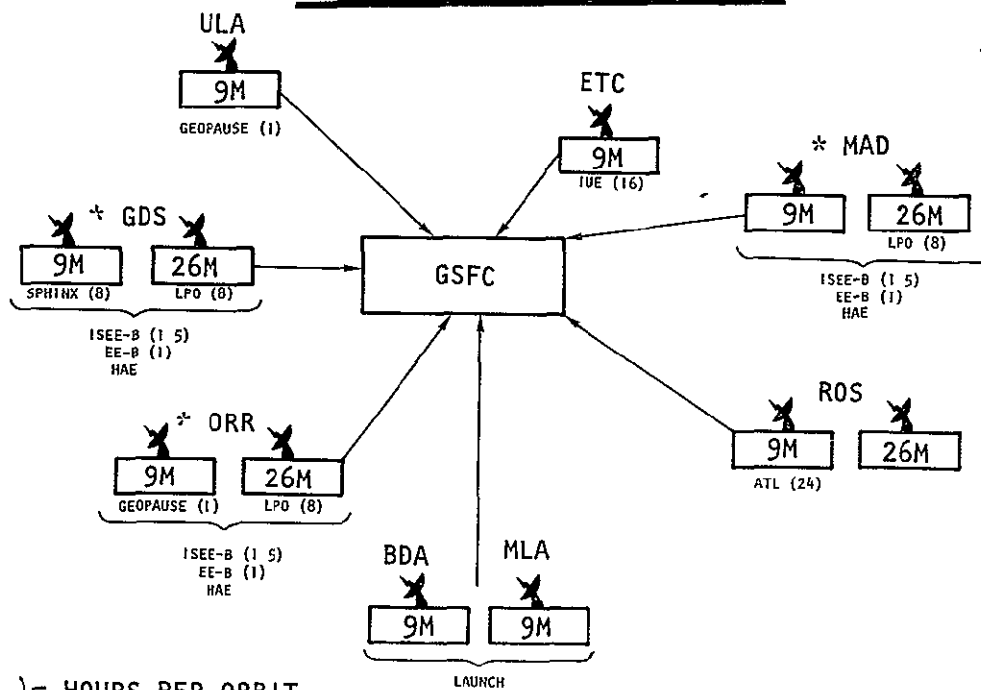 ULA
9M
GEOPAUSE (1)
ETC
9M
IUE (16)
* MAD
9M 26M
LPO (8)
ISEE-B (1 5)
EE-B (1)
HAE
* GDS
9M 26M
SPHINX (8) LPO (8)
ISEE-B (1 5)
EE-B (1)
HAE
GSFC
* ORR
9M 26M
GEOPAUSE (1) LPO (8)
ISEE-B (1 5)
EE-B (1)
HAE
ROS
9M 26M
ATL (24)
BDA MLA
9M 9M
LAUNCH
)= HOURS PER ORBIT